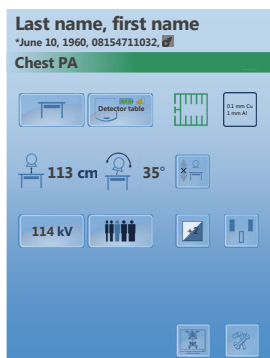 Last name, first name
*June 10, 1960, 08154711032,
Chest PA
Detector table
0.1 mm Cu
1 mm Al
113 cm 35°
114 kV